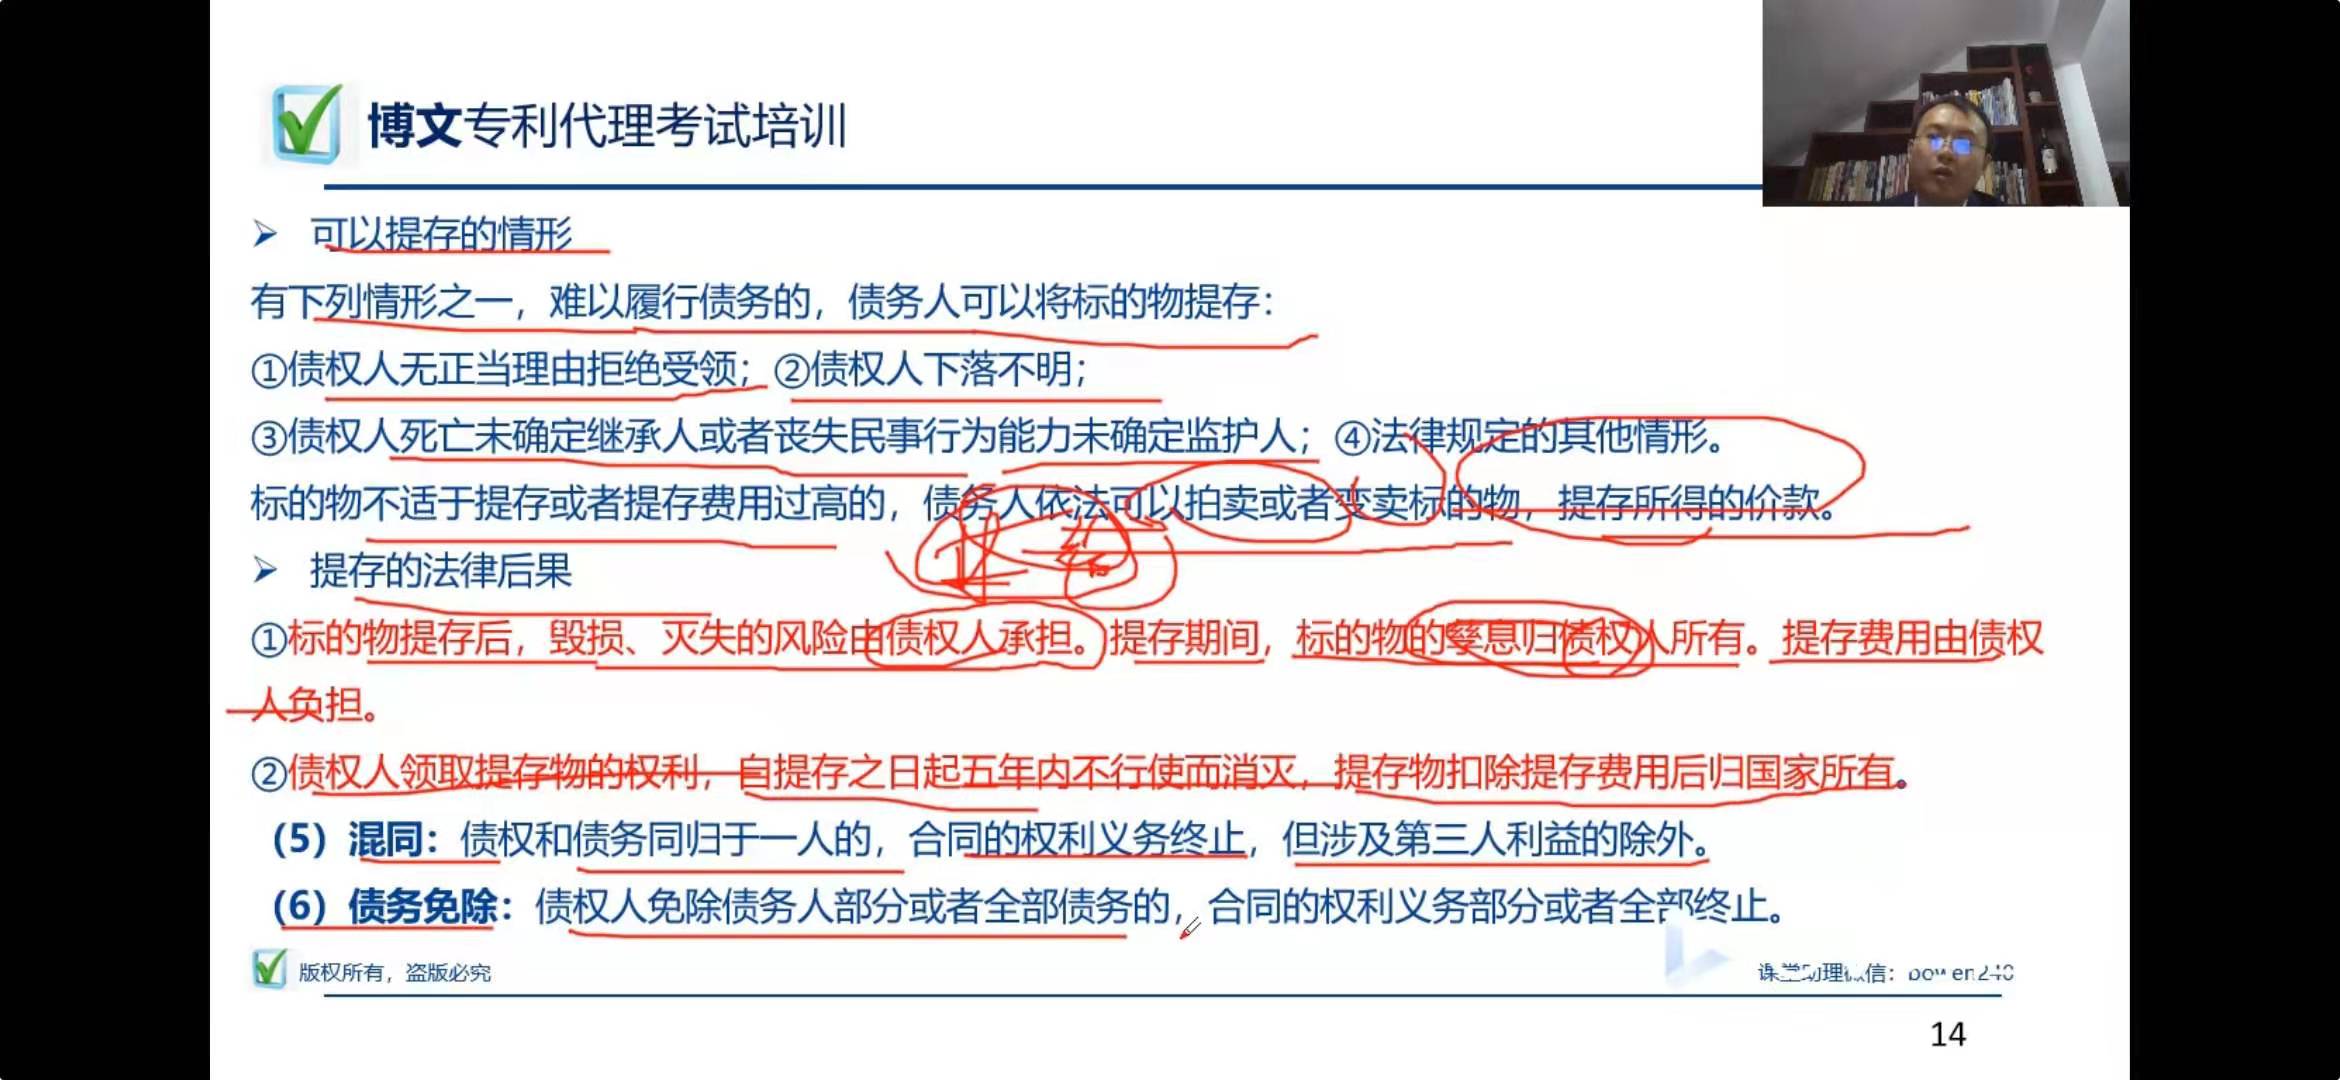 博文专利代理考试培训
➢ 可以提存的情形
有下列情形之一，难以履行债务的，债务人可以将标的物提存：
①债权人无正当理由拒绝受领；②债权人下落不明；
③债权人死亡未确定继承人或者丧失民事行为能力未确定监护人；④法律规定的其他情形。
标的物不适于提存或者提存费用过高的，债务人依法可以拍卖或者变卖标的物，提存所得的价款。
➢ 提存的法律后果
①标的物提存后，毁损、灭失的风险由债权人承担。提存期间，标的物的孳息归债权人所有。提存费用由债权
人负担。
②债权人领取提存物的权利，自提存之日起五年内不行使而消灭，提存物扣除提存费用后归国家所有。
（5）混同：债权和债务同归于一人的，合同的权利义务终止，但涉及第三人利益的除外。
（6）债务免除：债权人免除债务人部分或者全部债务的，合同的权利义务部分或者全部终止。
版权所有，盗版必究
课堂助理微信：bowen240
14